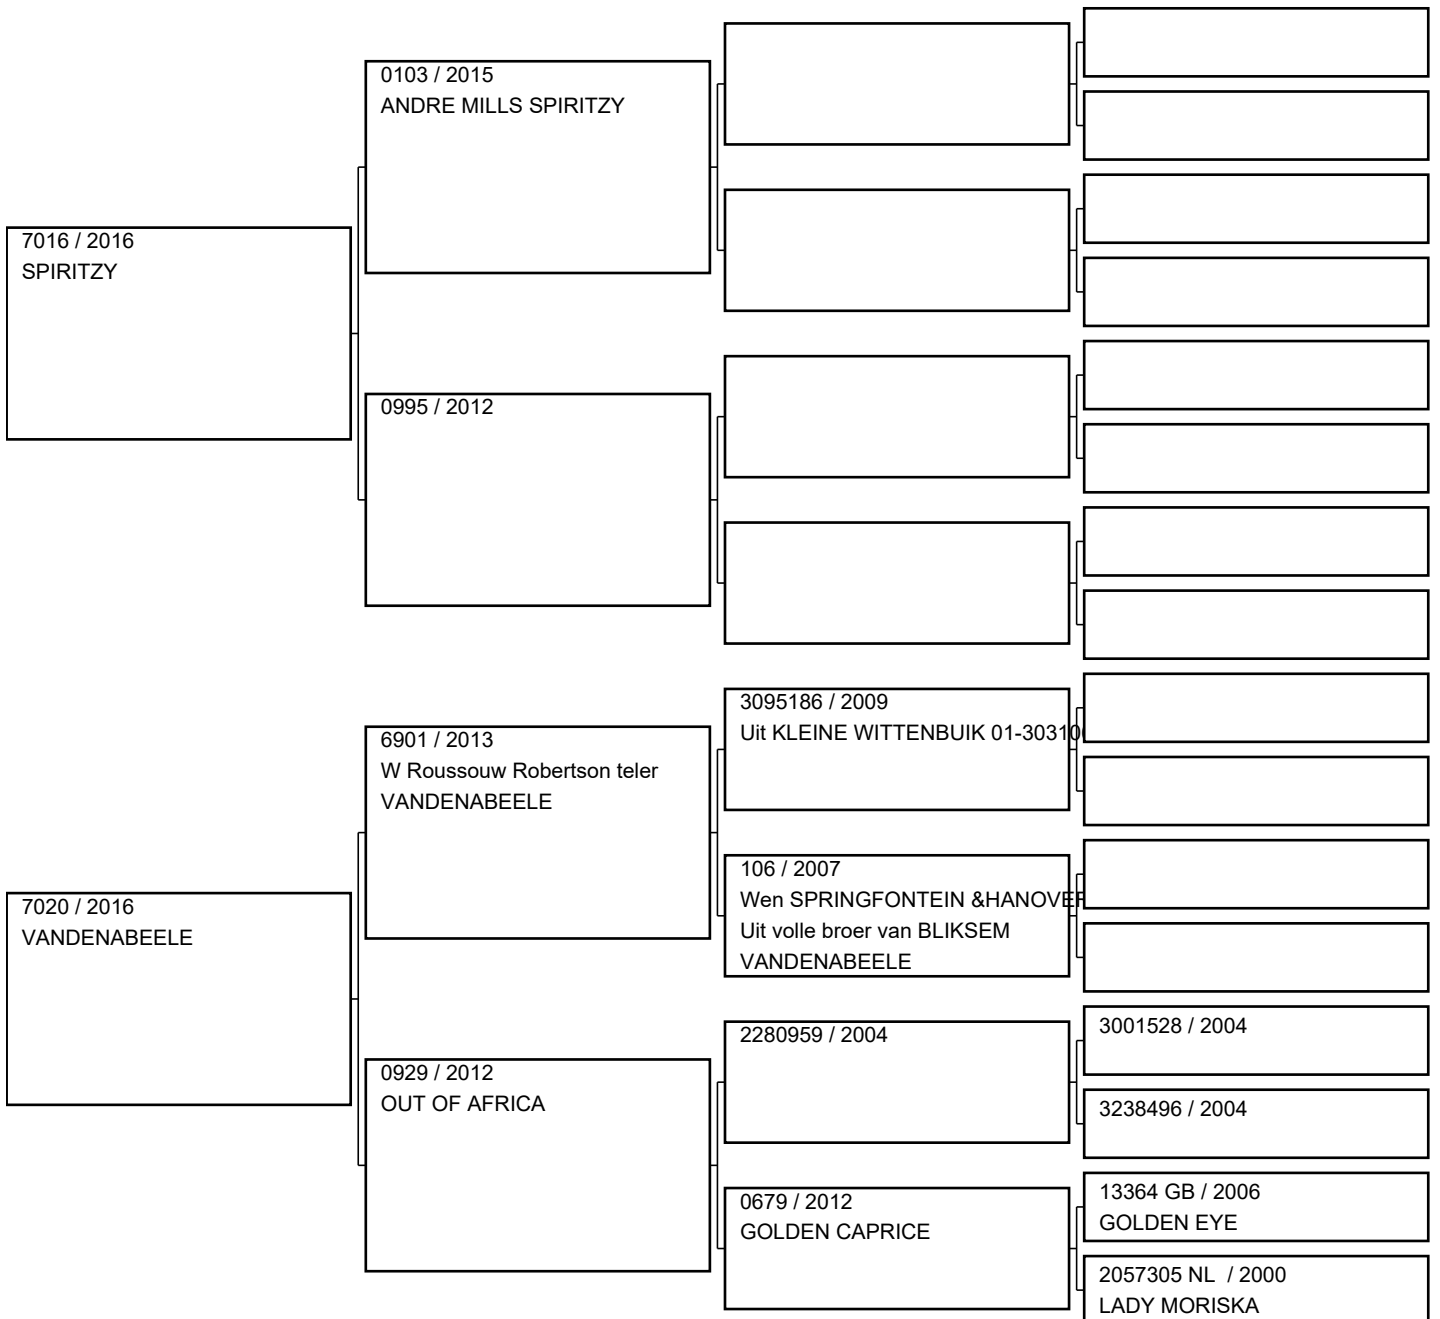 7016 / 2016
SPIRITZY
0103 / 2015
ANDRE MILLS SPIRITZY
0995 / 2012
7020 / 2016
VANDENABEELE
6901 / 2013
W Roussouw Robertson teler
VANDENABEELE
3095186 / 2009
Uit KLEINE WITTENBUIK 01-30310
106 / 2007
Wen SPRINGFONTEIN &HANOVER
Uit volle broer van BLIKSEM
VANDENABEELE
0929 / 2012
OUT OF AFRICA
2280959 / 2004
3001528 / 2004
3238496 / 2004
0679 / 2012
GOLDEN CAPRICE
13364 GB / 2006
GOLDEN EYE
2057305 NL / 2000
LADY MORISKA